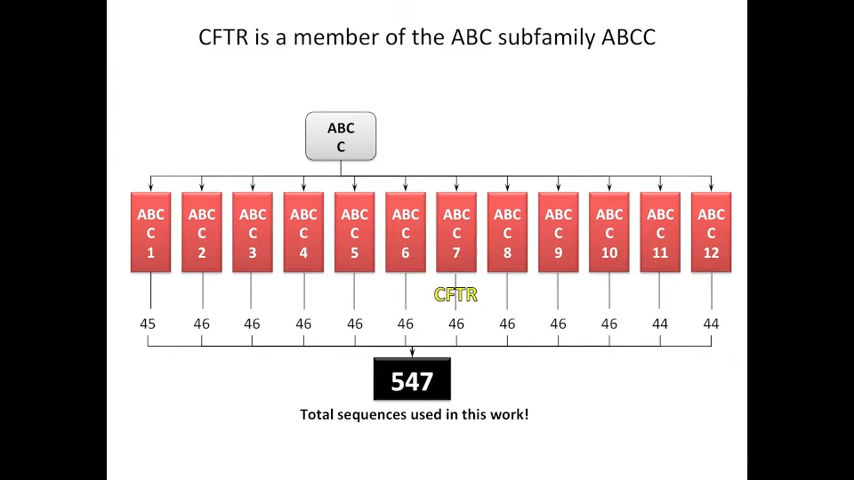 CFTR is a member of the ABC subfamily ABCC
ABC
C
ABC ABC ABC ABC ABC ABC ABC ABC ABC ABC ABC ABC
C C C C C C C C C C C C
1 2 3 4 5 6 7 8 9 10 11 12
CFTR
45 46 46 46 46 46 46 46 46 46 44 44
547
Total sequences used in this work!